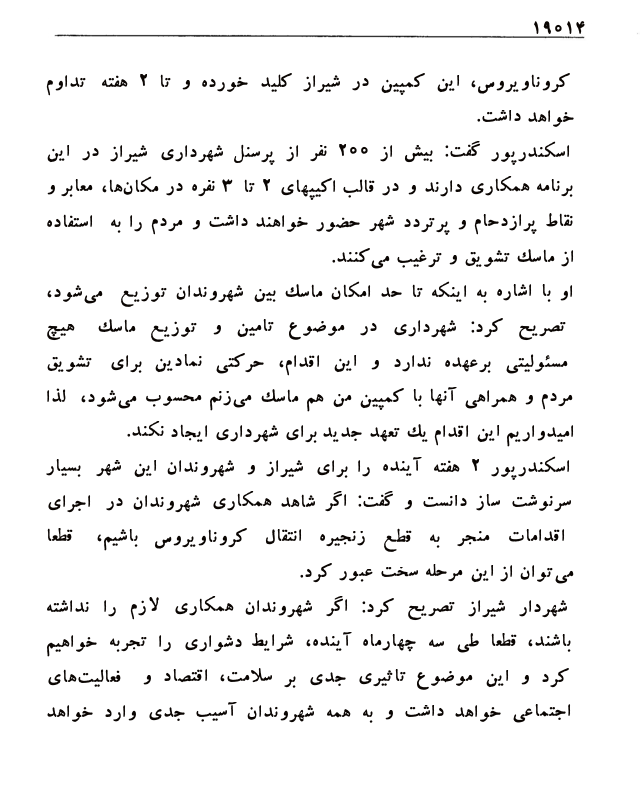 ۱۹۰۱۴
کروناویروس، این کمپین در شیراز کلید خورده و تا ۲ هفته تداوم
خواهد داشت.
اسکندرپور گفت: بیش از ۲۰۰ نفر از پرسنل شهرداری شیراز در این
برنامه همکاری دارند و در قالب اکیپهای ۲ تا ۳ نفره در مکان‌ها، معابر و
نقاط پرازدحام و پرتردد شهر حضور خواهند داشت و مردم را به استفاده
از ماسك تشویق و ترغیب می‌کنند.
او با اشاره به اینکه تا حد امکان ماسك بین شهروندان توزیع می‌شود،
تصریح کرد: شهرداری در موضوع تامین و توزیع ماسك هیچ
مسئولیتی برعهده ندارد و این اقدام، حرکتی نمادین برای تشویق
مردم و همراهی آنها با کمپین من هم ماسك می‌زنم محسوب می‌شود، لذا
امیدواریم این اقدام یك تعهد جدید برای شهرداری ایجاد نکند.
اسکندرپور ۲ هفته آینده را برای شیراز و شهروندان این شهر بسیار
سرنوشت ساز دانست و گفت: اگر شاهد همکاری شهروندان در اجرای
اقدامات منجر به قطع زنجیره انتقال کروناویروس باشیم، قطعا
می‌توان از این مرحله سخت عبور کرد.
شهردار شیراز تصریح کرد: اگر شهروندان همکاری لازم را نداشته
باشند، قطعا طی سه چهارماه آینده، شرایط دشواری را تجربه خواهیم
کرد و این موضوع تاثیری جدی بر سلامت، اقتصاد و فعالیت‌های
اجتماعی خواهد داشت و به همه شهروندان آسیب جدی وارد خواهد